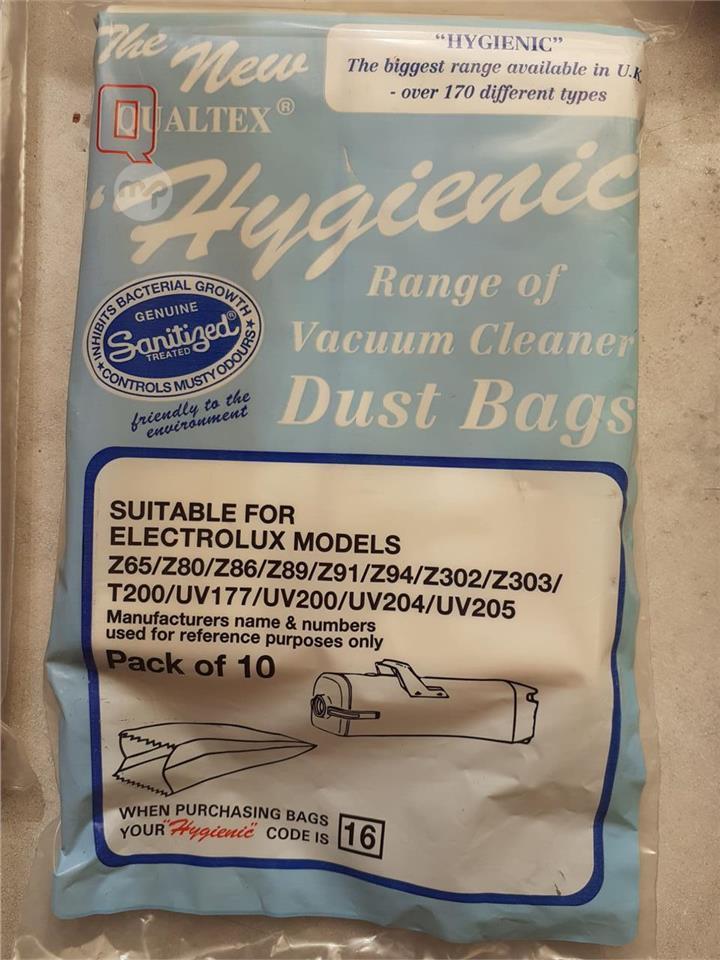 The New
QUALTEX®
"HYGIENIC"
The biggest range available in U.K
- over 170 different types
"Hygienic
Range of
Vacuum Cleaner
Dust Bags
INHIBITS BACTERIAL GROWTH
GENUINE
Sanitized®
TREATED
CONTROLS MUSTY ODOURS
friendly to the
environment
SUITABLE FOR
ELECTROLUX MODELS
Z65/Z80/Z86/Z89/Z91/Z94/Z302/Z303/
T200/UV177/UV200/UV204/UV205
Manufacturers name & numbers
used for reference purposes only
Pack of 10
WHEN PURCHASING BAGS
YOUR "Hygienic" CODE IS 16